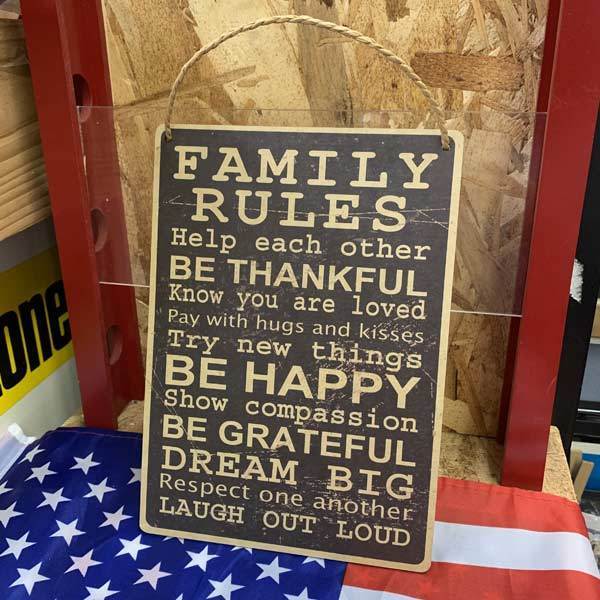 FAMILY
RULES
Help each other
BE THANKFUL
Know you are loved
Pay with hugs and kisses
Try new things
BE HAPPY
Show compassion
BE GRATEFUL
DREAM BIG
Respect one another
LAUGH OUT LOUD
one